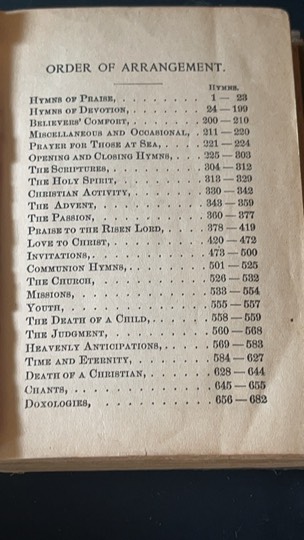 ORDER OF ARRANGEMENT.
HYMNS.
HYMNS OF PRAISE, . . . . . . . . 1 — 23
HYMNS OF DEVOTION, . . . . . . . 24 — 199
BELIEVERS' COMFORT, . . . . . . . 200 — 210
MISCELLANEOUS AND OCCASIONAL, . 211 — 220
PRAYER FOR THOSE AT SEA, . . . . 221 — 224
OPENING AND CLOSING HYMNS, . . . 225 — 303
THE SCRIPTURES, . . . . . . . . 304 — 312
THE HOLY SPIRIT, . . . . . . . . 313 — 329
CHRISTIAN ACTIVITY, . . . . . . . 330 — 342
THE ADVENT, . . . . . . . . . 343 — 359
THE PASSION, . . . . . . . . . 360 — 377
PRAISE TO THE RISEN LORD, . . . . 378 — 419
LOVE TO CHRIST, . . . . . . . . 420 — 472
INVITATIONS, . . . . . . . . . 473 — 500
COMMUNION HYMNS, . . . . . . . . 501 — 525
THE CHURCH, . . . . . . . . . 526 — 532
MISSIONS, . . . . . . . . . . 533 — 554
YOUTH, . . . . . . . . . . . 555 — 557
THE DEATH OF A CHILD, . . . . . . 558 — 559
THE JUDGMENT, . . . . . . . . . 560 — 568
HEAVENLY ANTICIPATIONS, . . . . . 569 — 583
TIME AND ETERNITY, . . . . . . . 584 — 627
DEATH OF A CHRISTIAN, . . . . . . 628 — 644
CHANTS, . . . . . . . . . . . 645 — 655
DOXOLOGIES, . . . . . . . . . 656 — 682